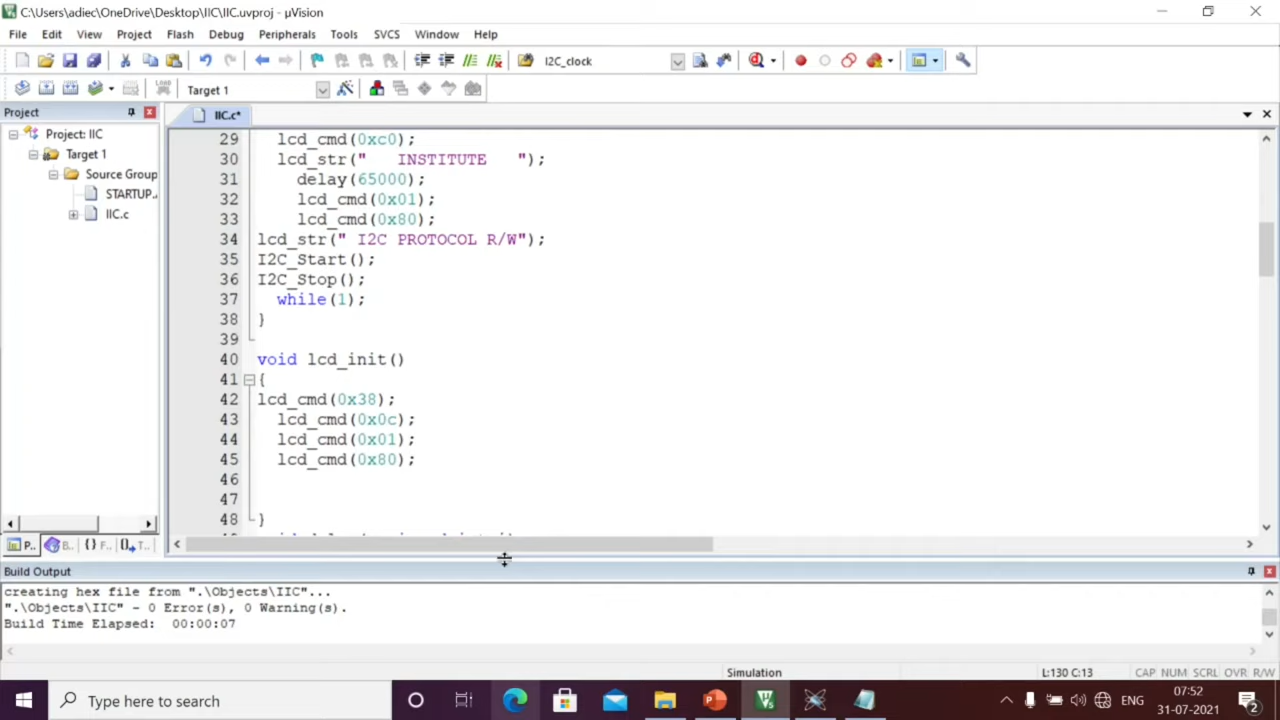 C:\Users\adiec\OneDrive\Desktop\IIC\IIC.uvproj - µVision
File Edit View Project Flash Debug Peripherals Tools SVCS Window Help
I2C_clock
LOAD Target 1
Project
IIC.c*
Project: IIC
Target 1
Source Group
STARTUP.
IIC.c
29 lcd_cmd(0xc0);
30 lcd_str("   INSTITUTE   ");
31 delay(65000);
32 lcd_cmd(0x01);
33 lcd_cmd(0x80);
34 lcd_str(" I2C PROTOCOL R/W");
35 I2C_Start();
36 I2C_Stop();
37 while(1);
38 }
39
40 void lcd_init()
41 {
42 lcd_cmd(0x38);
43 lcd_cmd(0x0c);
44 lcd_cmd(0x01);
45 lcd_cmd(0x80);
46
47
48 }
P.. B.. {} F.. T..
Build Output
creating hex file from ".\Objects\IIC"...
".\Objects\IIC" - 0 Error(s), 0 Warning(s).
Build Time Elapsed:  00:00:07
Simulation L:130 C:13 CAP NUM SCRL OVR R/W
Type here to search
ENG
07:52
31-07-2021
2